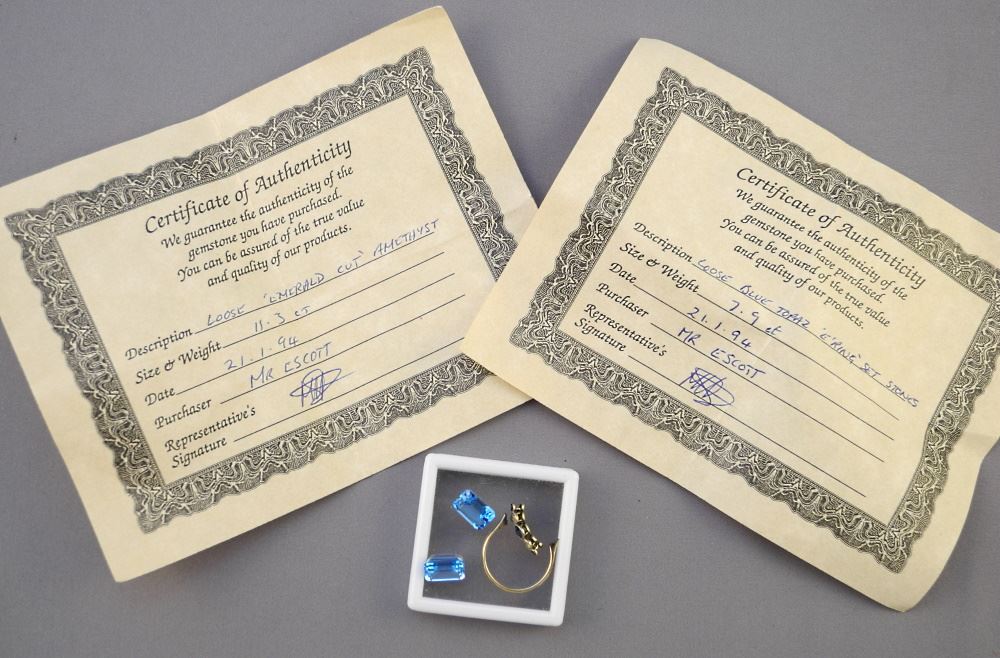 Certificate of Authenticity
We guarantee the authenticity of the
gemstone you have purchased.
You can be assured of the true value
and quality of our products.
Description LOOSE 'EMERALD CUT' AMETHYST
Size & Weight 11.3 ct
Date 21.1.94
Purchaser MR ESCOTT
Representative's
Signature
Certificate of Authenticity
We guarantee the authenticity of the
gemstone you have purchased.
You can be assured of the true value
and quality of our products.
Description LOOSE BLUE TOPAZ SET STONES
Size & Weight 7.9 ct
Date 21.1.94
Purchaser MR ESCOTT
Representative's
Signature